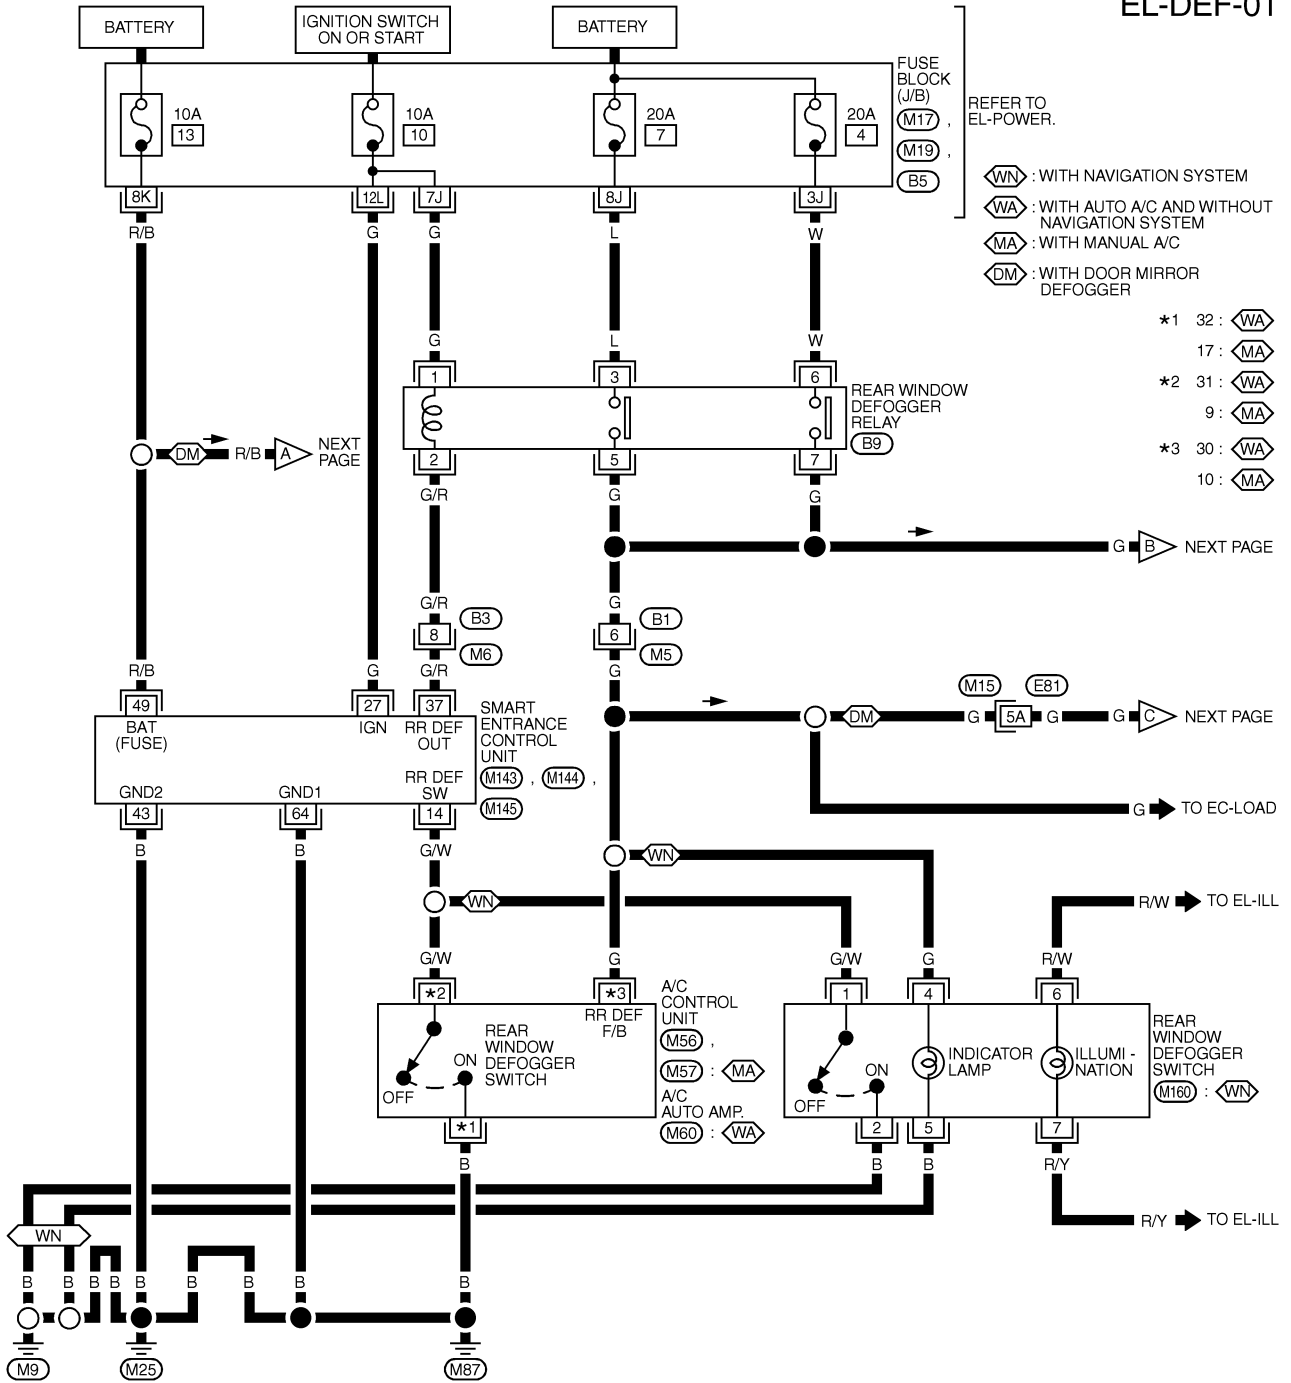 EL-DEF-01
BATTERY
IGNITION SWITCH
ON OR START
BATTERY
10A
13
10A
10
20A
7
20A
4
FUSE
BLOCK
(J/B)
M17 ,
M19 ,
B5
REFER TO
EL-POWER.
8K
12L
7J
8J
3J
R/B
G
G
L
W
WN : WITH NAVIGATION SYSTEM
WA : WITH AUTO A/C AND WITHOUT
NAVIGATION SYSTEM
MA : WITH MANUAL A/C
DM : WITH DOOR MIRROR
DEFOGGER
*1 32 : WA
17 : MA
*2 31 : WA
9 : MA
*3 30 : WA
10 : MA
G
L
W
1
3
6
REAR WINDOW
DEFOGGER
RELAY
B9
2
5
7
DM
R/B
A
NEXT
PAGE
G/R
G
G
G
B
NEXT PAGE
G/R
8
B3
M6
G/R
G
6
B1
M5
G
R/B
G
49
27
37
BAT
(FUSE)
IGN
RR DEF
OUT
SMART
ENTRANCE
CONTROL
UNIT
M143 , M144 ,
M145
GND2
GND1
RR DEF
SW
43
64
14
B
B
G/W
DM
G
M15
E81
5A
G
G
C
NEXT PAGE
G
TO EC-LOAD
WN
WN
R/W
TO EL-ILL
G/W
G
G/W
G
R/W
*2
*3
1
4
6
RR DEF
F/B
REAR
WINDOW
DEFOGGER
SWITCH
ON
OFF
A/C
CONTROL
UNIT
M56 ,
M57 : MA
A/C
AUTO AMP.
M60 : WA
*1
ON
OFF
INDICATOR
LAMP
ILLUMI -
NATION
REAR
WINDOW
DEFOGGER
SWITCH
M160 : WN
2
5
7
B
B
B
R/Y
R/Y
TO EL-ILL
WN
B
B
B
B
B
B
B
B
B
M9
M25
M87